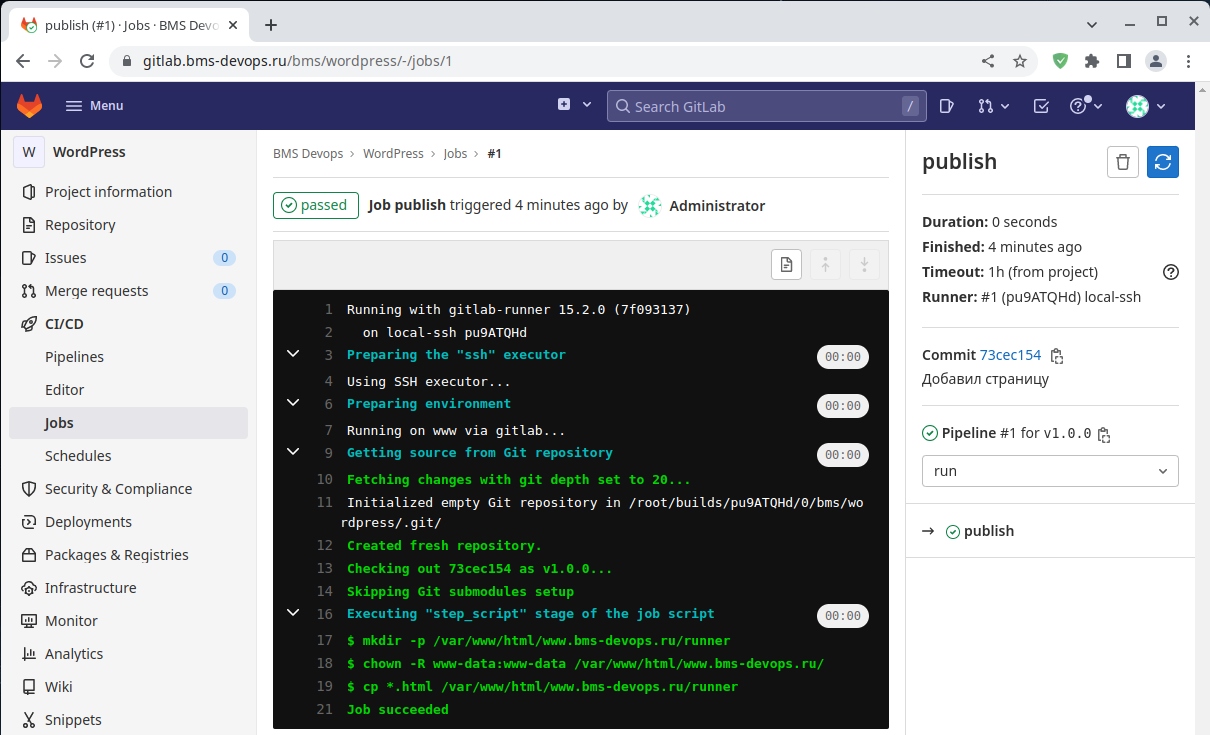 publish (#1) · Jobs · BMS Devo
gitlab.bms-devops.ru/bms/wordpress/-/jobs/1
Menu
Search GitLab
/
W WordPress
Project information
Repository
Issues 0
Merge requests 0
CI/CD
Pipelines
Editor
Jobs
Schedules
Security & Compliance
Deployments
Packages & Registries
Infrastructure
Monitor
Analytics
Wiki
Snippets
BMS Devops › WordPress › Jobs › #1
passed Job publish triggered 4 minutes ago by Administrator
1 Running with gitlab-runner 15.2.0 (7f093137)
2 on local-ssh pu9ATQHd
3 Preparing the "ssh" executor 00:00
4 Using SSH executor...
6 Preparing environment 00:00
7 Running on www via gitlab...
9 Getting source from Git repository 00:00
10 Fetching changes with git depth set to 20...
11 Initialized empty Git repository in /root/builds/pu9ATQHd/0/bms/wo
rdpress/.git/
12 Created fresh repository.
13 Checking out 73cec154 as v1.0.0...
14 Skipping Git submodules setup
16 Executing "step_script" stage of the job script 00:00
17 $ mkdir -p /var/www/html/www.bms-devops.ru/runner
18 $ chown -R www-data:www-data /var/www/html/www.bms-devops.ru/
19 $ cp *.html /var/www/html/www.bms-devops.ru/runner
21 Job succeeded
publish
Duration: 0 seconds
Finished: 4 minutes ago
Timeout: 1h (from project)
Runner: #1 (pu9ATQHd) local-ssh
Commit 73cec154
Добавил страницу
Pipeline #1 for v1.0.0
run
→ publish